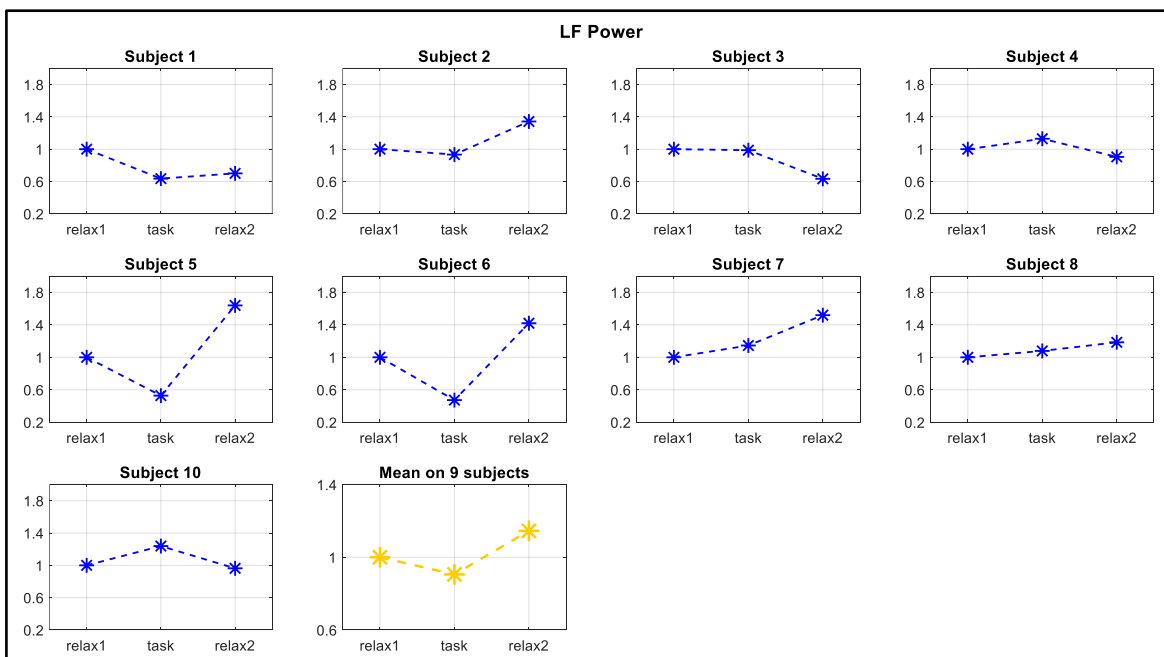 LF Power
Subject 1
1.8
1.4
1
0.6
0.2
relax1 task relax2
Subject 2
1.8
1.4
1
0.6
0.2
relax1 task relax2
Subject 3
1.8
1.4
1
0.6
0.2
relax1 task relax2
Subject 4
1.8
1.4
1
0.6
0.2
relax1 task relax2
Subject 5
1.8
1.4
1
0.6
0.2
relax1 task relax2
Subject 6
1.8
1.4
1
0.6
0.2
relax1 task relax2
Subject 7
1.8
1.4
1
0.6
0.2
relax1 task relax2
Subject 8
1.8
1.4
1
0.6
0.2
relax1 task relax2
Subject 10
1.8
1.4
1
0.6
0.2
relax1 task relax2
Mean on 9 subjects
1.4
1
0.6
relax1 task relax2